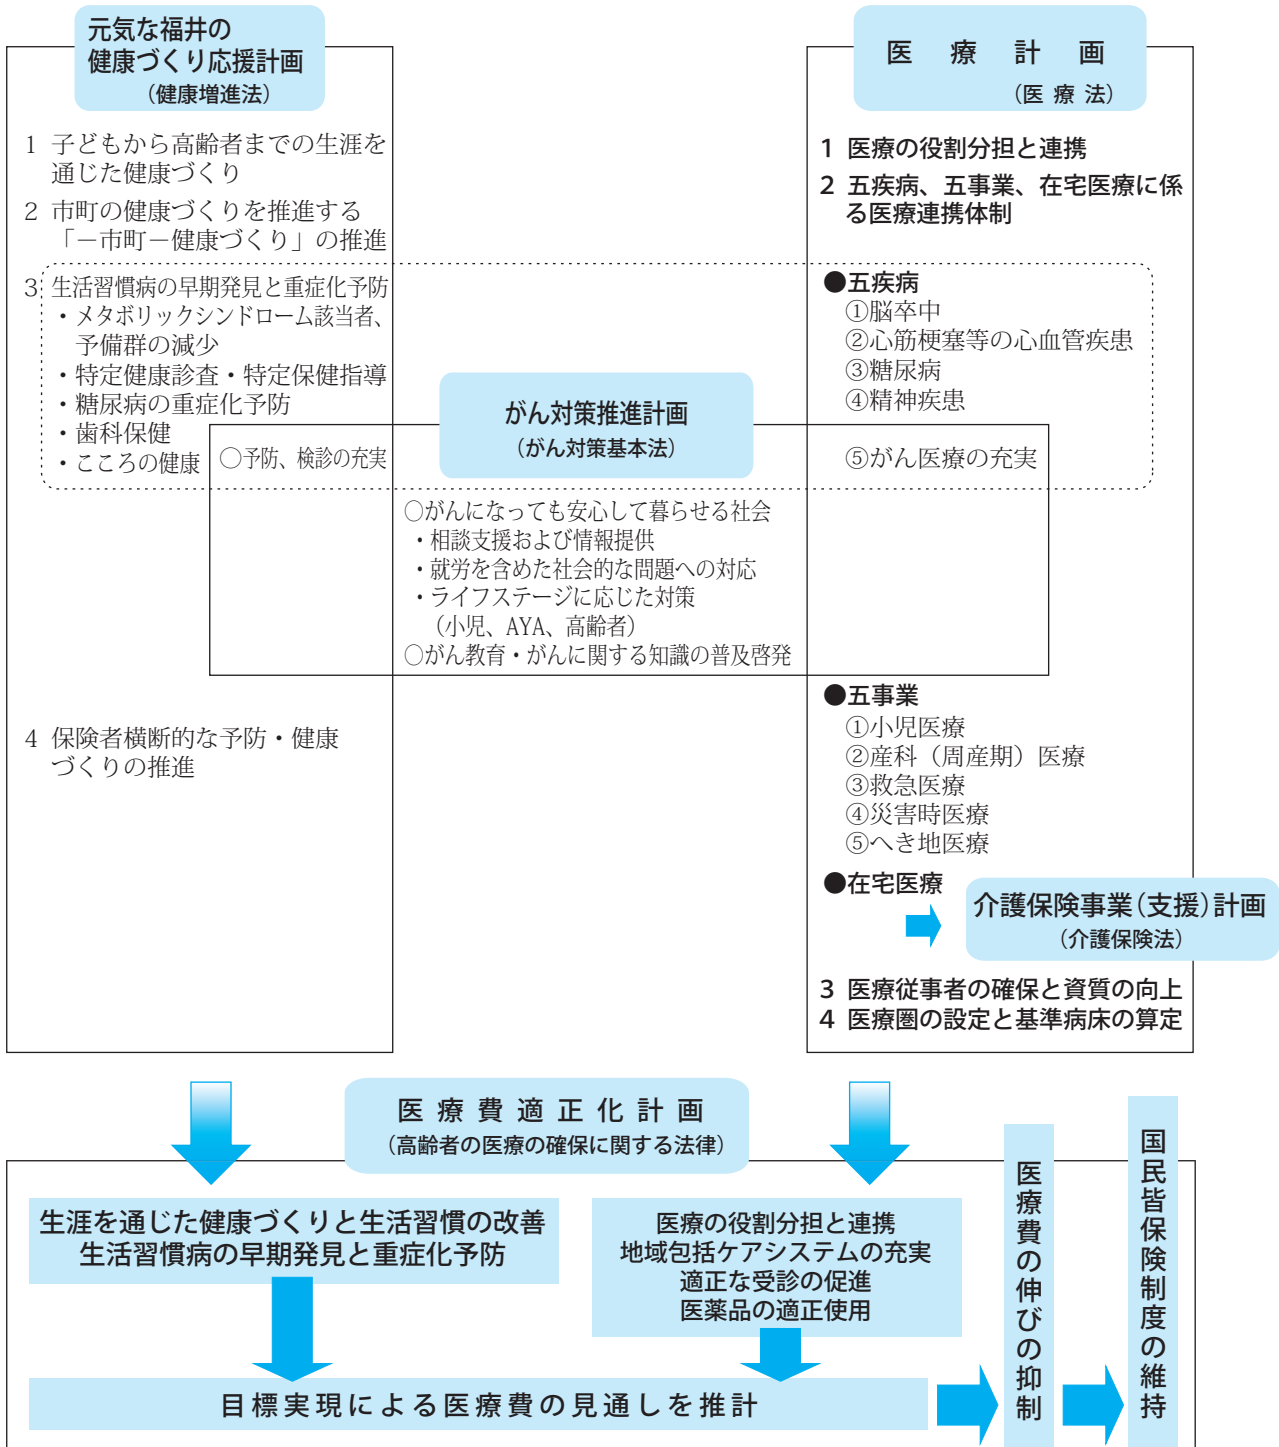 元気な福井の
健康づくり応援計画
（健康増進法）
1 子どもから高齢者までの生涯を
通じた健康づくり
2 市町の健康づくりを推進する
「一市町一健康づくり」の推進
3 生活習慣病の早期発見と重症化予防
・メタボリックシンドローム該当者、
予備群の減少
・特定健康診査・特定保健指導
・糖尿病の重症化予防
・歯科保健
・こころの健康
4 保険者横断的な予防・健康
づくりの推進
がん対策推進計画
（がん対策基本法）
○予防、検診の充実
○がんになっても安心して暮らせる社会
・相談支援および情報提供
・就労を含めた社会的な問題への対応
・ライフステージに応じた対策
（小児、AYA、高齢者）
○がん教育・がんに関する知識の普及啓発
医療計画
（医療法）
1 医療の役割分担と連携
2 五疾病、五事業、在宅医療に係
る医療連携体制
●五疾病
①脳卒中
②心筋梗塞等の心血管疾患
③糖尿病
④精神疾患
⑤がん医療の充実
●五事業
①小児医療
②産科（周産期）医療
③救急医療
④災害時医療
⑤へき地医療
●在宅医療
介護保険事業（支援）計画
（介護保険法）
3 医療従事者の確保と資質の向上
4 医療圏の設定と基準病床の算定
医療費適正化計画
（高齢者の医療の確保に関する法律）
生涯を通じた健康づくりと生活習慣の改善
生活習慣病の早期発見と重症化予防
医療の役割分担と連携
地域包括ケアシステムの充実
適正な受診の促進
医薬品の適正使用
目標実現による医療費の見通しを推計
医療費の伸びの抑制
国民皆保険制度の維持